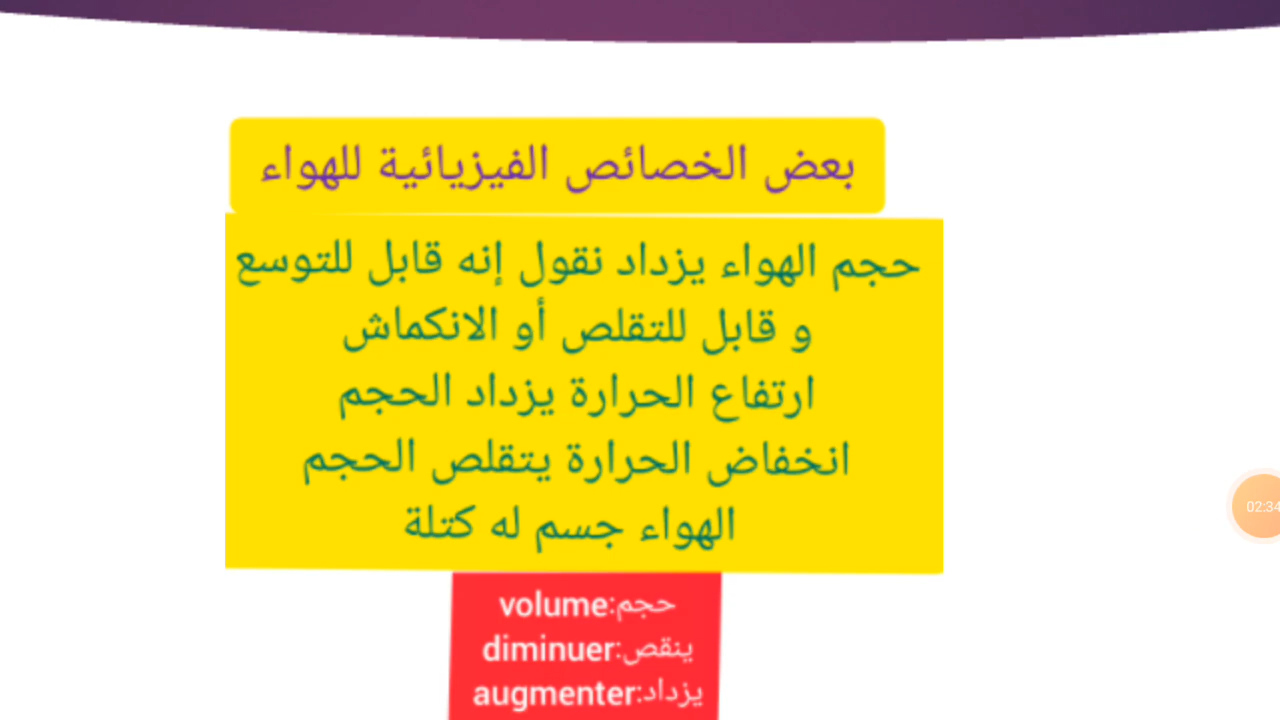 بعض الخصائص الفيزيائية للهواء
حجم الهواء يزداد نقول إنه قابل للتوسع
و قابل للتقلص أو الانكماش
ارتفاع الحرارة يزداد الحجم
انخفاض الحرارة يتقلص الحجم
الهواء جسم له كتلة
02:34
حجم:volume
ينقص:diminuer
يزداد:augmenter